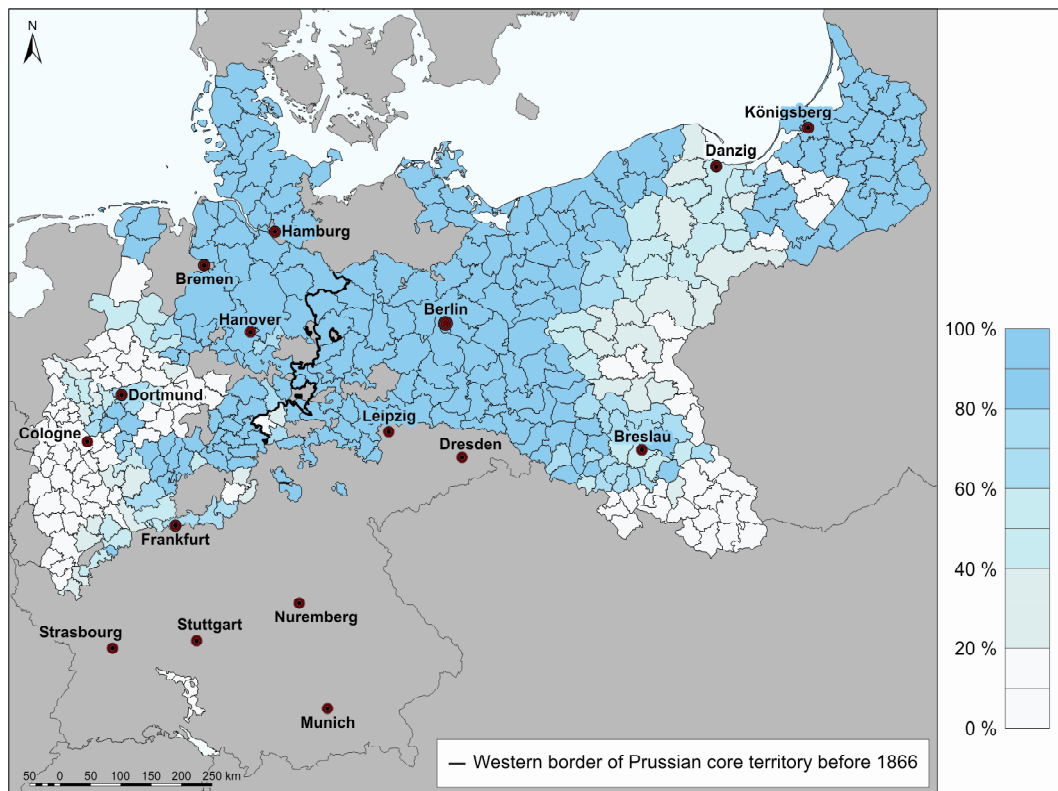 N
Königsberg
Danzig
Hamburg
Bremen
Hanover
Berlin
Dortmund
Leipzig
Cologne
Breslau
Dresden
Frankfurt
Nuremberg
Stuttgart
Strasbourg
Munich
100 %
80 %
60 %
40 %
20 %
0 %
Western border of Prussian core territory before 1866
50 0 50 100 150 200 250 km